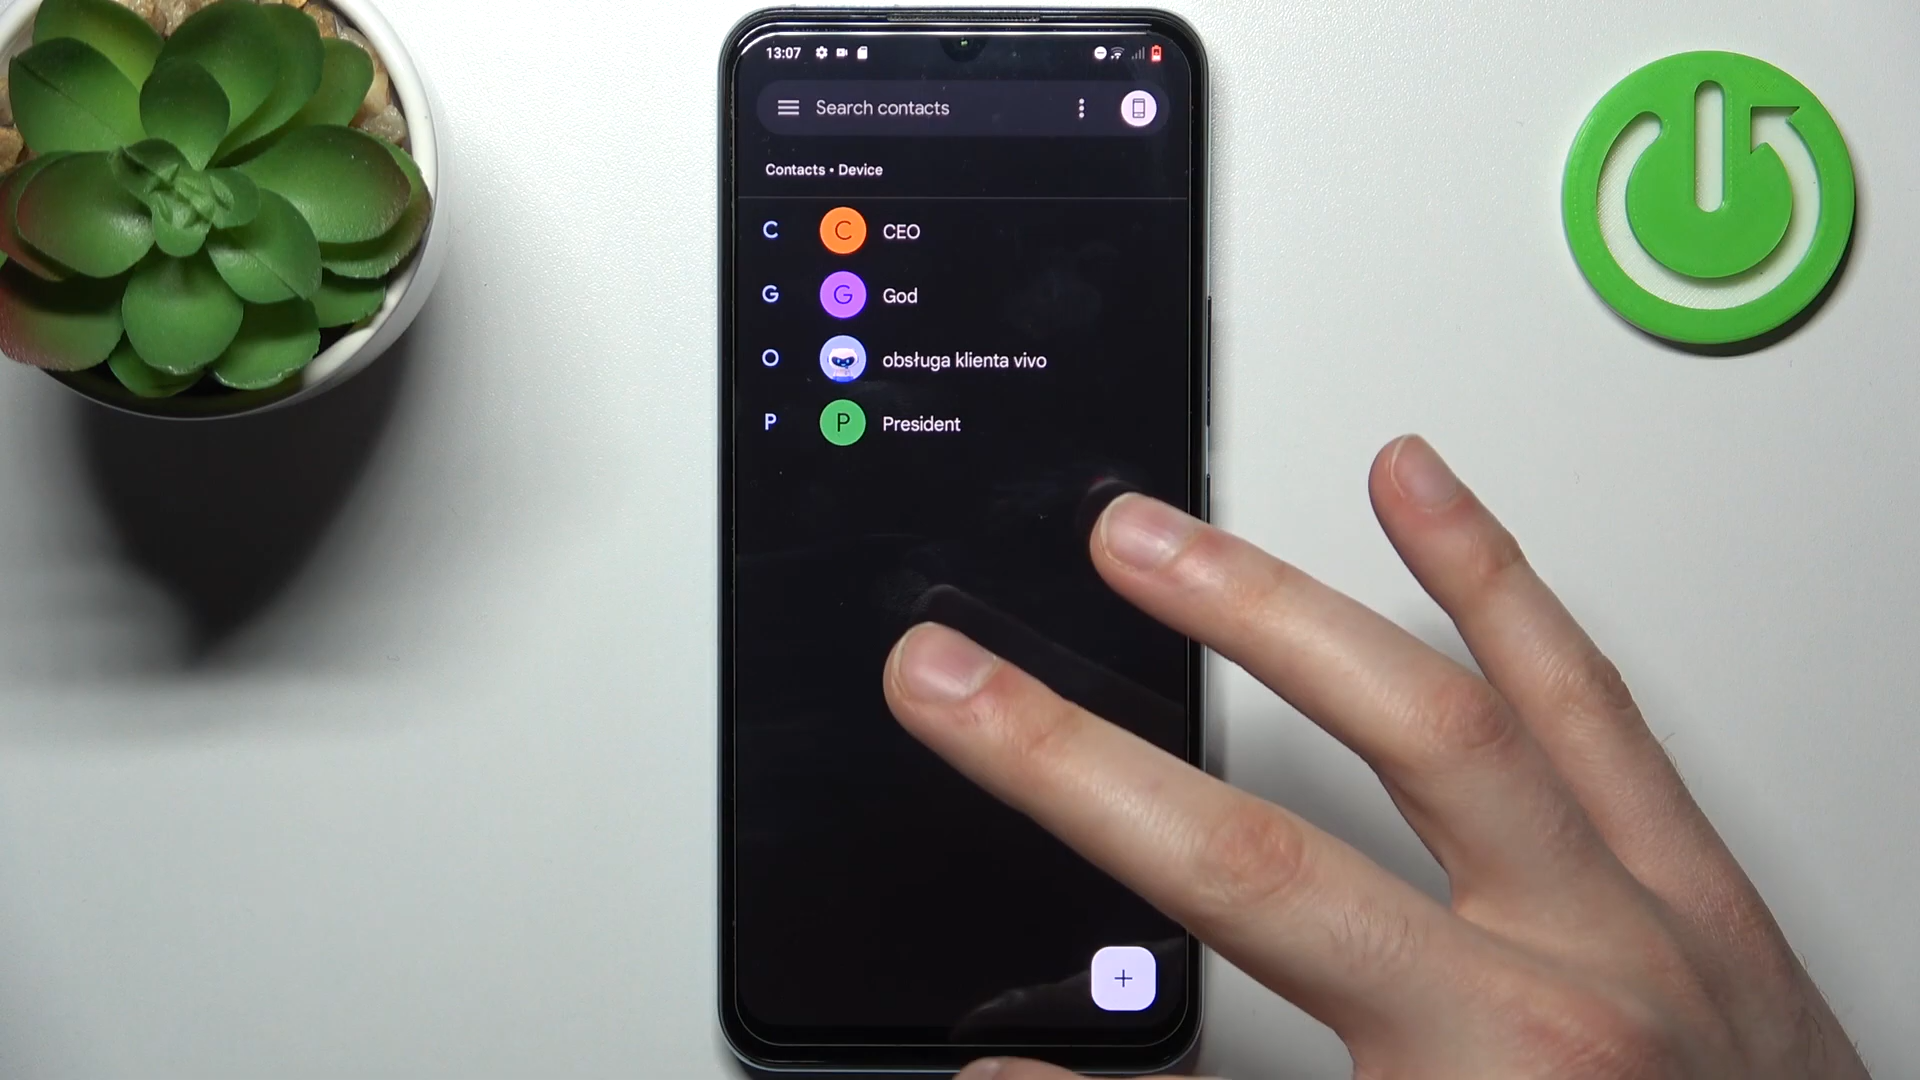 13:07
Search contacts
Contacts • Device
C C CEO
G G God
O obsługa klienta vivo
P P President
+